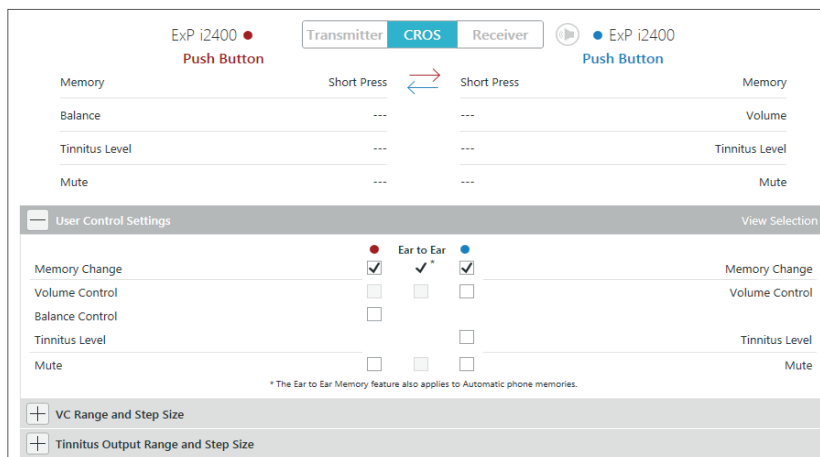 ExP i2400 Transmitter CROS Receiver ExP i2400
Push Button Push Button
Memory Short Press Short Press Memory
Balance --- --- Volume
Tinnitus Level --- --- Tinnitus Level
Mute --- --- Mute
User Control Settings View Selection
Ear to Ear
Memory Change * Memory Change
Volume Control Volume Control
Balance Control
Tinnitus Level Tinnitus Level
Mute Mute
* The Ear to Ear Memory feature also applies to Automatic phone memories.
VC Range and Step Size
Tinnitus Output Range and Step Size